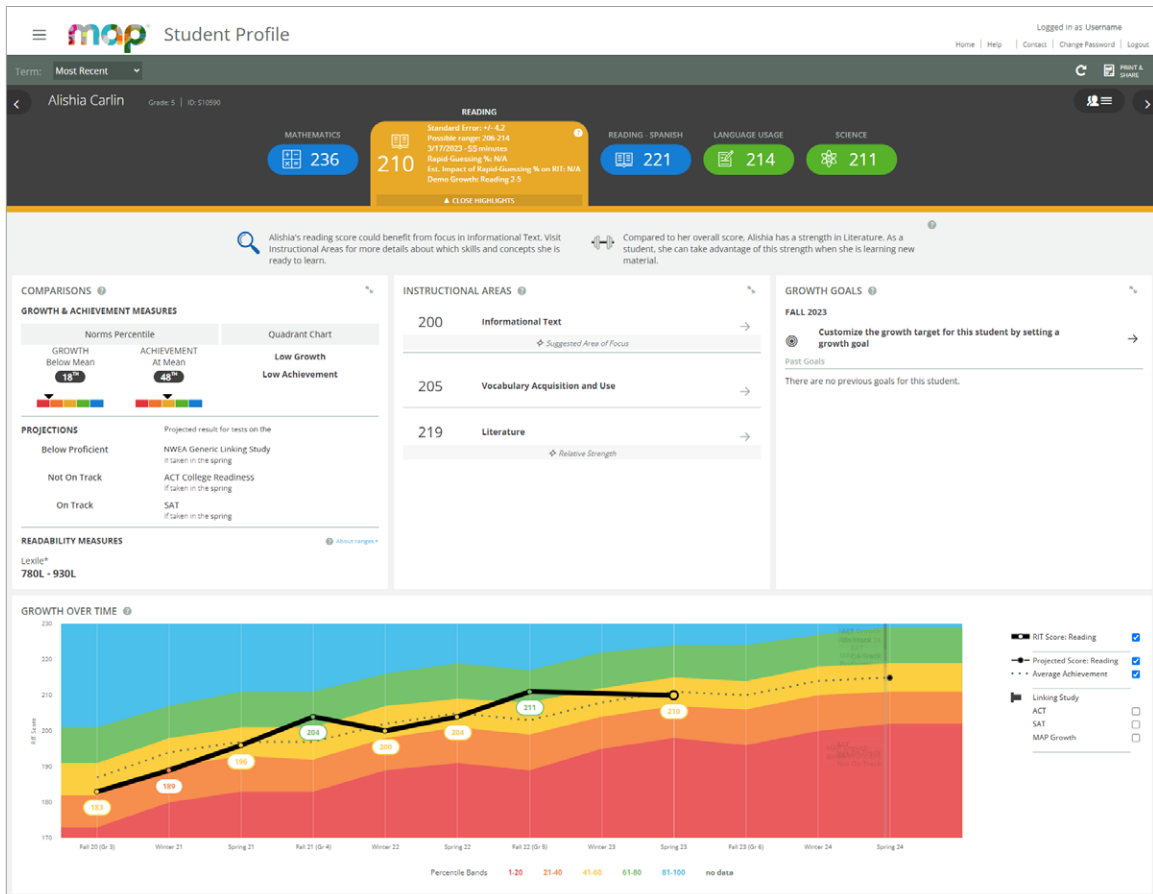 map Student Profile
Logged in as Username
Home | Help | Contact | Change Password | Logout
Term: Most Recent
PRINT & SHARE
Alishia Carlin Grade: 5 | ID: S10590
READING
MATHEMATICS
236
210
Standard Error: +/- 4.2
Possible range: 206-214
3/17/2023 - 55 minutes
Rapid-Guessing %: N/A
Est. Impact of Rapid-Guessing % on RIT: N/A
Demo Growth: Reading 2-5
CLOSE HIGHLIGHTS
READING - SPANISH
221
LANGUAGE USAGE
214
SCIENCE
211
Alishia's reading score could benefit from focus in Informational Text. Visit
Instructional Areas for more details about which skills and concepts she is
ready to learn.
Compared to her overall score, Alishia has a strength in Literature. As a
student, she can take advantage of this strength when she is learning new
material.
COMPARISONS
GROWTH & ACHIEVEMENT MEASURES
Norms Percentile
Quadrant Chart
GROWTH
Below Mean
18TH
ACHIEVEMENT
At Mean
48TH
Low Growth
Low Achievement
PROJECTIONS
Projected result for tests on the
Below Proficient
NWEA Generic Linking Study
if taken in the spring
Not On Track
ACT College Readiness
if taken in the spring
On Track
SAT
if taken in the spring
READABILITY MEASURES
About ranges
Lexile*
780L - 930L
INSTRUCTIONAL AREAS
200 Informational Text
Suggested Area of Focus
205 Vocabulary Acquisition and Use
219 Literature
Relative Strength
GROWTH GOALS
FALL 2023
Customize the growth target for this student by setting a
growth goal
Past Goals
There are no previous goals for this student.
GROWTH OVER TIME
230
220
210
200
190
180
170
RIT Scores
183
189
196
204
200
204
211
210
Fall 20 (Gr 3)
Winter 21
Spring 21
Fall 21 (Gr 4)
Winter 22
Spring 22
Fall 22 (Gr 5)
Winter 23
Spring 23
Fall 23 (Gr 6)
Winter 24
Spring 24
Percentile Bands 1-20 21-40 41-60 61-80 81-100 no data
RIT Score: Reading
Projected Score: Reading
Average Achievement
Linking Study
ACT
SAT
MAP Growth